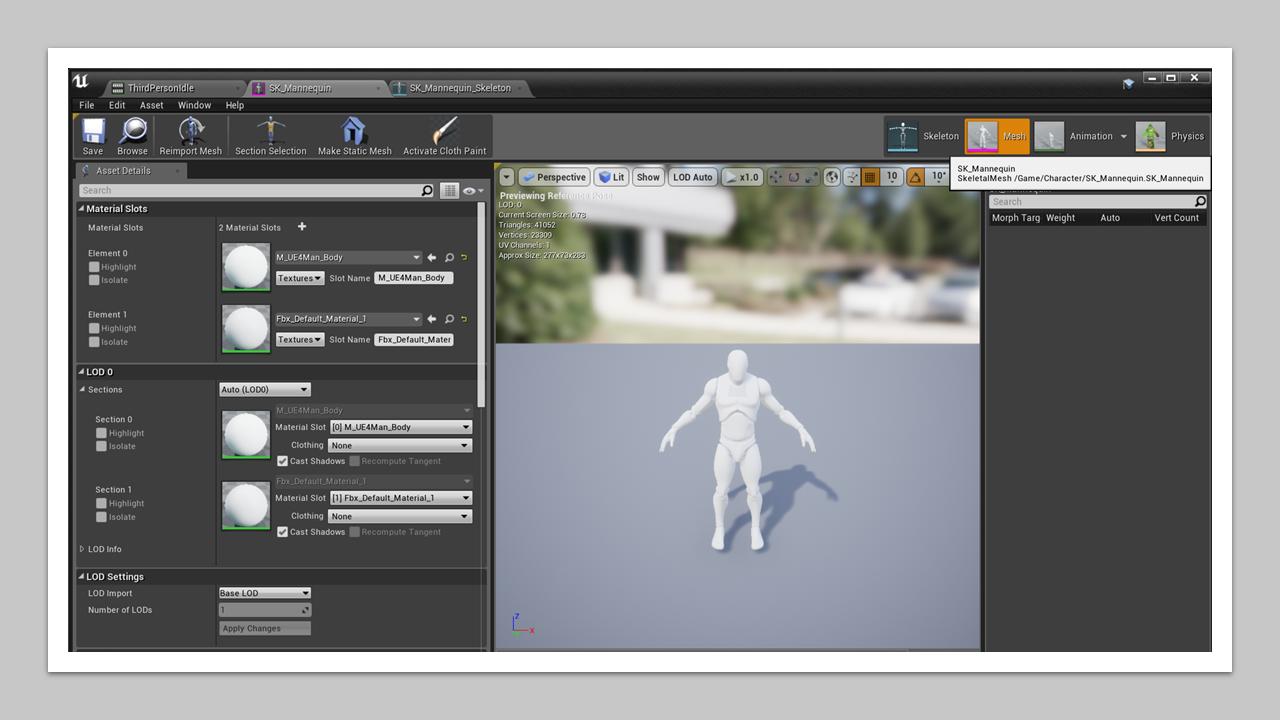 ThirdPersonIdle SK_Mannequin SK_Mannequin_Skeleton
File Edit Asset Window Help
Save Browse Reimport Mesh Section Selection Make Static Mesh Activate Cloth Paint Skeleton Mesh Animation Physics
SK_Mannequin
SkeletalMesh /Game/Character/SK_Mannequin.SK_Mannequin
Asset Details
Search
Material Slots
Material Slots 2 Material Slots
Element 0
Highlight
Isolate
M_UE4Man_Body
Textures Slot Name M_UE4Man_Body
Element 1
Highlight
Isolate
Fbx_Default_Material_1
Textures Slot Name Fbx_Default_Mater
LOD 0
Sections Auto (LOD0)
Section 0
Highlight
Isolate
M_UE4Man_Body
Material Slot [0] M_UE4Man_Body
Clothing None
Cast Shadows Recompute Tangent
Section 1
Highlight
Isolate
Fbx_Default_Material_1
Material Slot [1] Fbx_Default_Material_1
Clothing None
Cast Shadows Recompute Tangent
LOD Info
LOD Settings
LOD Import Base LOD
Number of LODs 1
Apply Changes
Perspective Lit Show LOD Auto x1.0 10 10°
Previewing Reference Pose
LOD: 0
Current Screen Size: 0.78
Triangles: 41052
Vertices: 23309
UV Channels: 1
Approx Size: 277x73x283
Z
X
Search
Morph Targ Weight Auto Vert Count